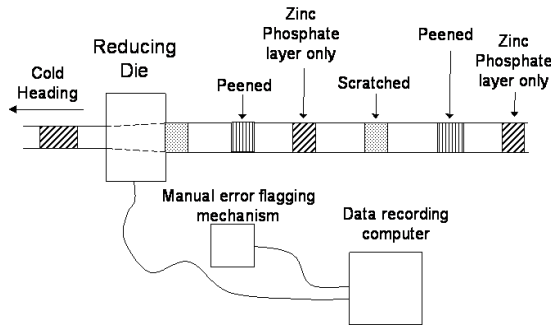 Reducing
Die
Cold
Heading
Peened
Zinc
Phosphate
layer only
Scratched
Peened
Zinc
Phosphate
layer only
Manual error flagging
mechanism
Data recording
computer